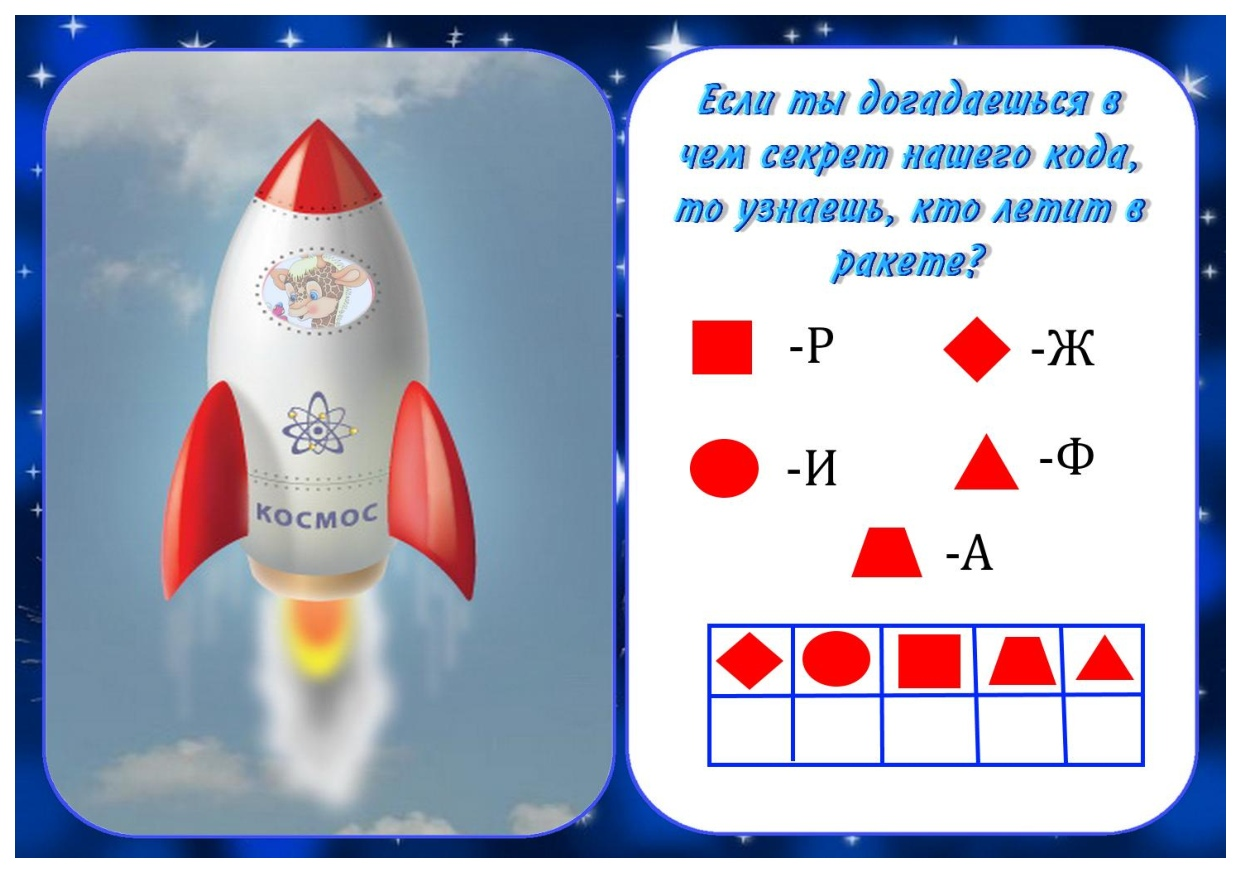 КОСМОС
Если ты догадаешься в
чем секрет нашего кода,
то узнаешь, кто летит в
ракете?
-Р -Ж
-И -Ф
-А